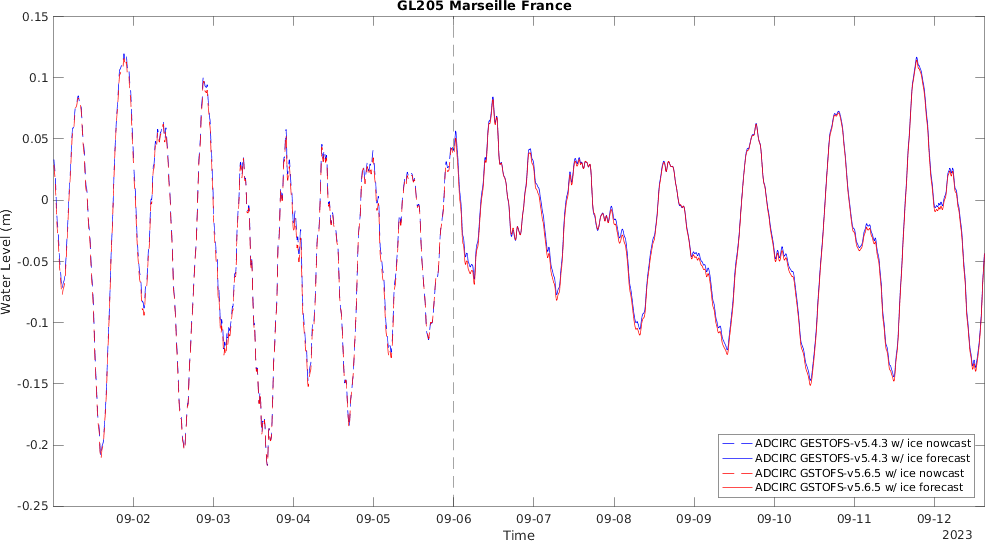 GL205 Marseille France
0.15
0.1
0.05
0
-0.05
-0.1
-0.15
-0.2
-0.25
Water Level (m)
ADCIRC GESTOFS-v5.4.3 w/ ice nowcast
ADCIRC GESTOFS-v5.4.3 w/ ice forecast
ADCIRC GSTOFS-v5.6.5 w/ ice nowcast
ADCIRC GSTOFS-v5.6.5 w/ ice forecast
09-02 09-03 09-04 09-05 09-06 09-07 09-08 09-09 09-10 09-11 09-12
Time
2023